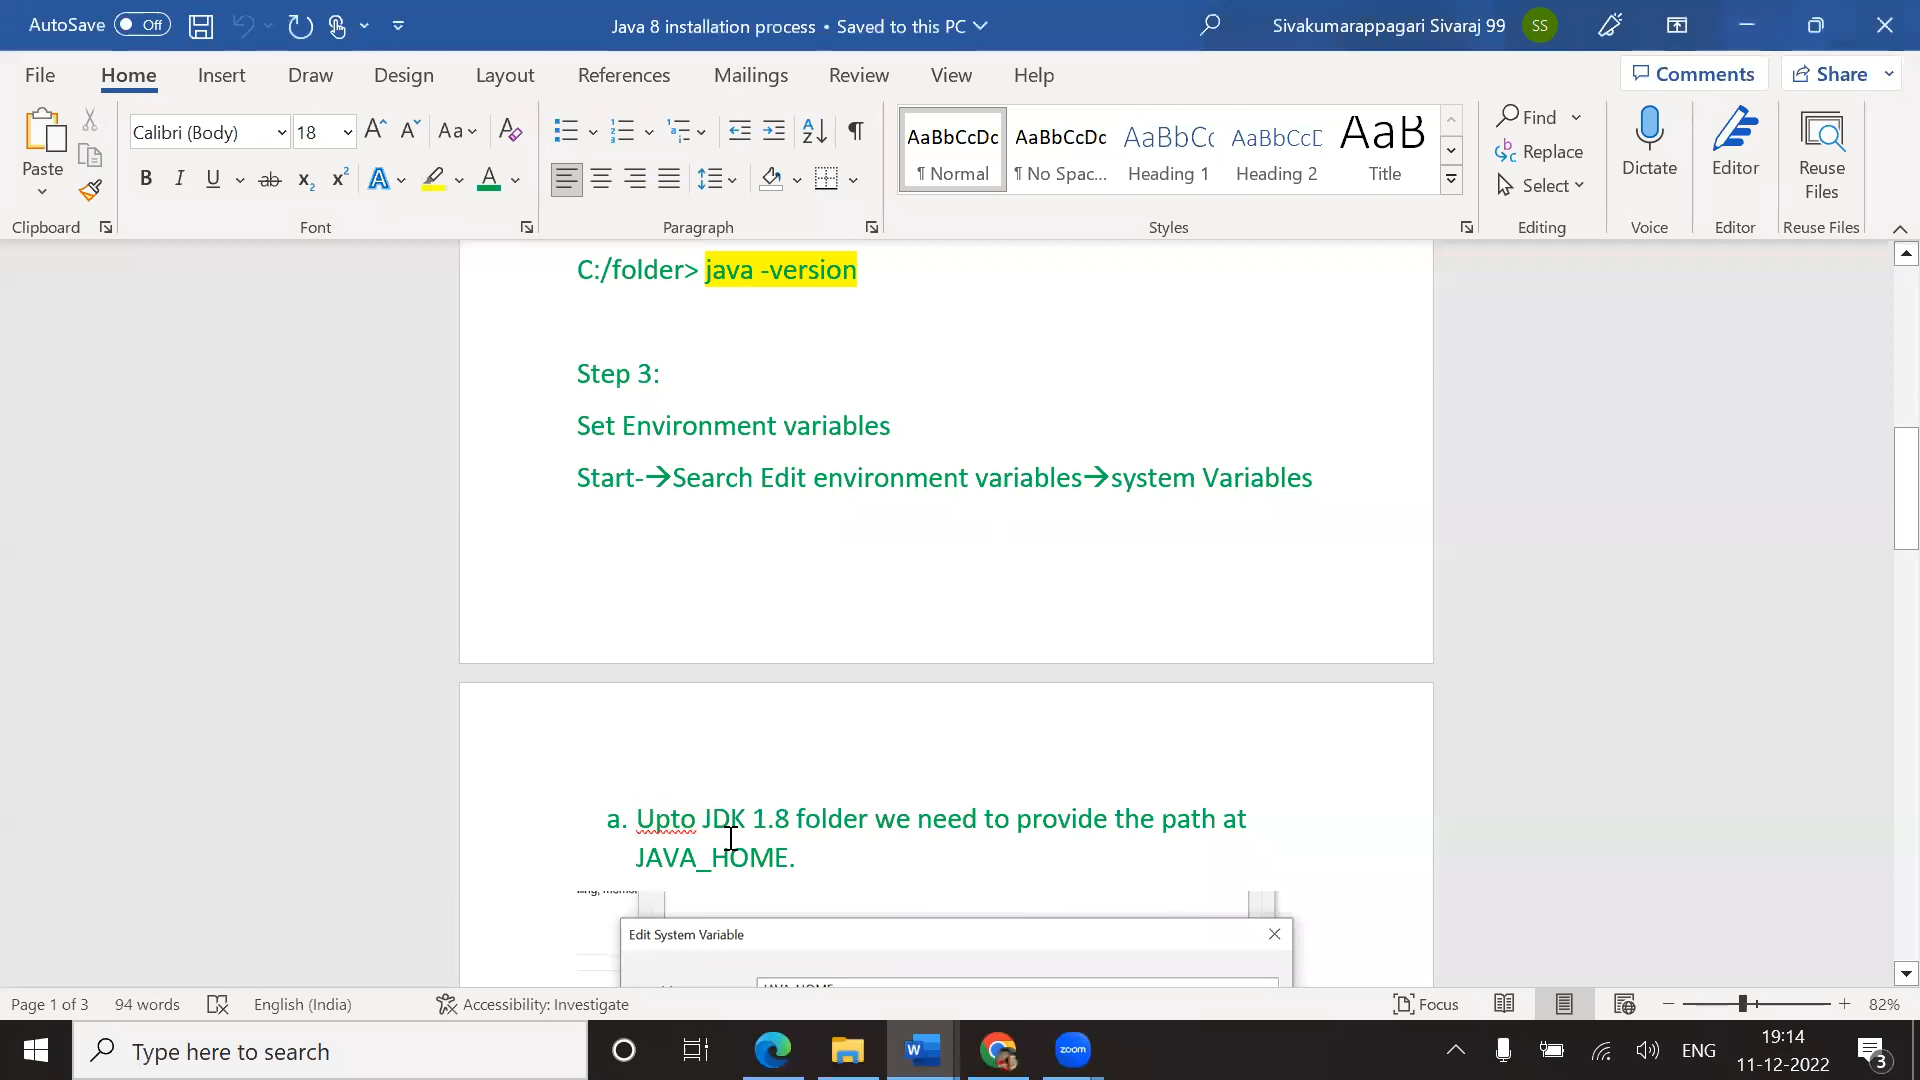 AutoSave Off
Java 8 installation process • Saved to this PC
Sivakumarappagari Sivaraj 99 SS
File Home Insert Draw Design Layout References Mailings Review View Help Comments Share
Paste
Clipboard
Calibri (Body) 18
Font
Paragraph
AaBbCcDc AaBbCcDc AaBbCc AaBbCcD AaB
¶ Normal ¶ No Spac... Heading 1 Heading 2 Title
Styles
Find
Replace
Select
Editing
Dictate
Voice
Editor
Editor
Reuse
Files
Reuse Files
C:/folder> java -version
Step 3:
Set Environment variables
Start-→Search Edit environment variables→system Variables
a. Upto JDK 1.8 folder we need to provide the path at
JAVA_HOME.
Edit System Variable
JAVA_HOME
Page 1 of 3 94 words English (India) Accessibility: Investigate Focus 82%
Type here to search
zoom
ENG
19:14
11-12-2022
3